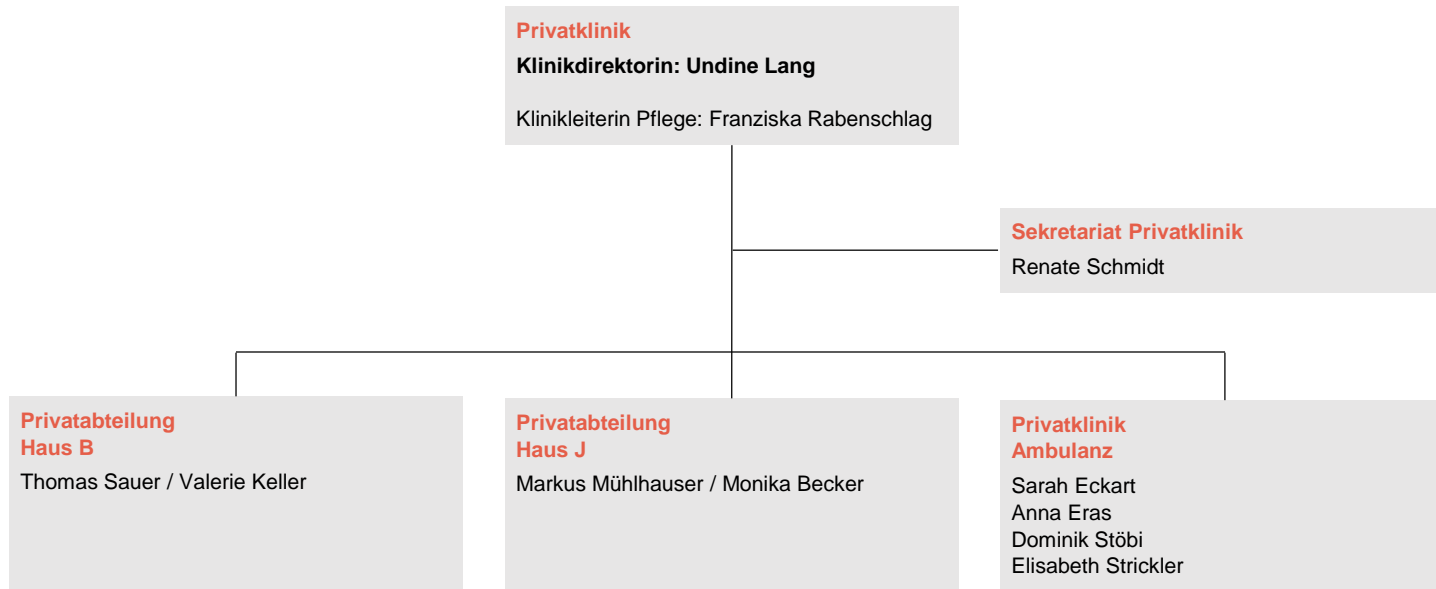 Privatklinik
Klinikdirektorin: Undine Lang
Klinikleiterin Pflege: Franziska Rabenschlag
Sekretariat Privatklinik
Renate Schmidt
Privatabteilung
Haus B
Thomas Sauer / Valerie Keller
Privatabteilung
Haus J
Markus Mühlhauser / Monika Becker
Privatklinik
Ambulanz
Sarah Eckart
Anna Eras
Dominik Stöbi
Elisabeth Strickler